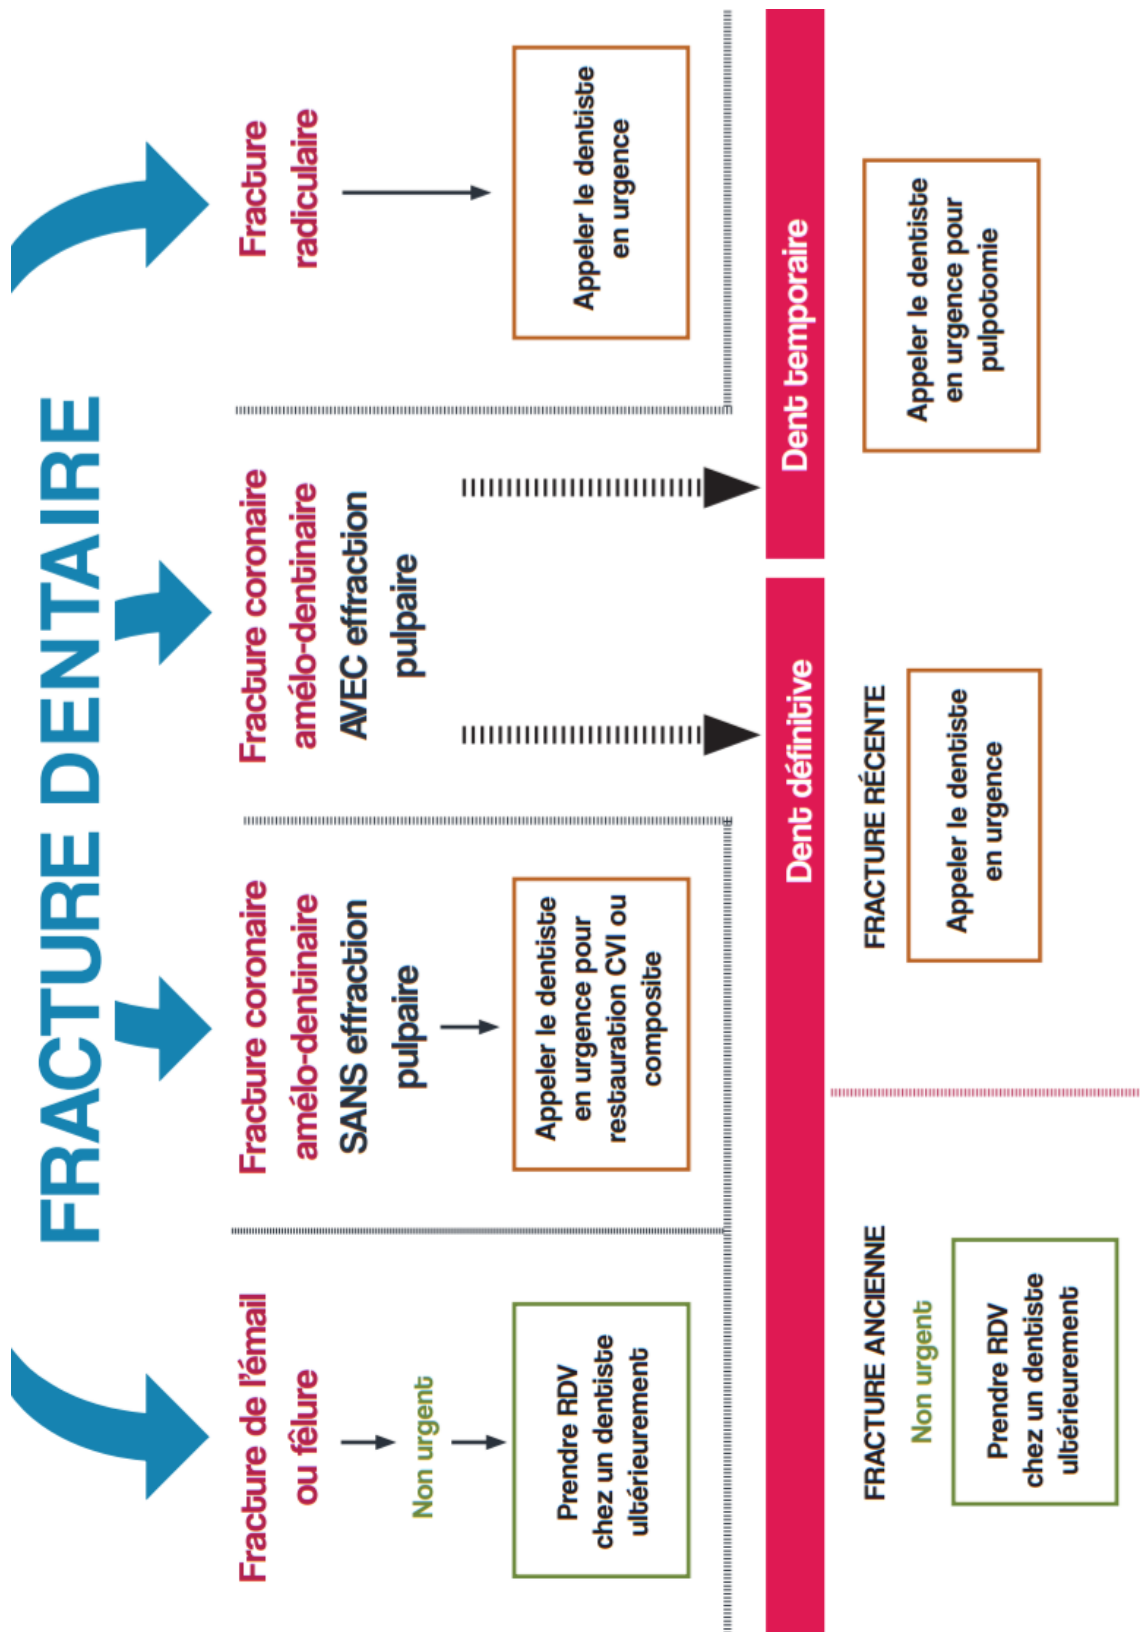 FRACTURE DENTAIRE
Fracture de l'émail
ou fêlure
Non urgent
Prendre RDV
chez un dentiste
ultérieurement
Fracture coronaire
amélo-dentinaire
SANS effraction
pulpaire
Appeler le dentiste
en urgence pour
restauration CVI ou
composite
Fracture coronaire
amélo-dentinaire
AVEC effraction
pulpaire
Fracture
radiculaire
Appeler le dentiste
en urgence
Dent définitive
FRACTURE ANCIENNE
Non urgent
Prendre RDV
chez un dentiste
ultérieurement
FRACTURE RÉCENTE
Appeler le dentiste
en urgence
Dent temporaire
Appeler le dentiste
en urgence pour
pulpotomie